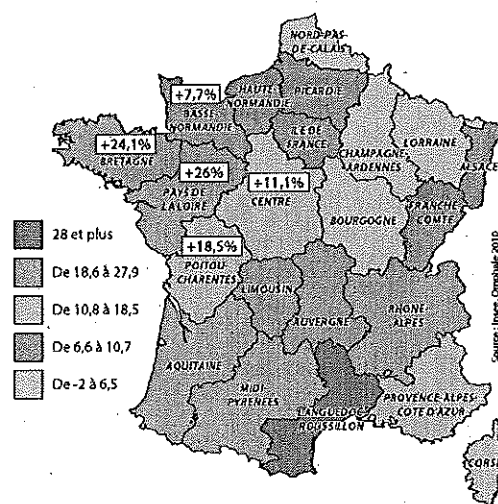 NORD-PAS-
DE-CALAIS
+7,7%
HAUTE
NORMANDIE
PICARDIE
BASSE
NORMANDIE
+24,1%
BRETAGNE
ILE DE
FRANCE
CHAMPAGNE
ARDENNES
LORRAINE
ALSACE
+26%
PAYS DE
LA LOIRE
+11,1%
CENTRE
FRANCHE
COMTE
BOURGOGNE
+18,5%
POITOU-
CHARENTES
LIMOUSIN
AUVERGNE
RHONE
ALPES
AQUITAINE
MIDI-
PYRENEES
LANGUEDOC
ROUSSILLON
PROVENCE-ALPES-
COTE D'AZUR
CORSE
28 et plus
De 18,6 à 27,9
De 10,8 à 18,5
De 6,6 à 10,7
De -2 à 6,5
Source : Insee, Omphale 2010